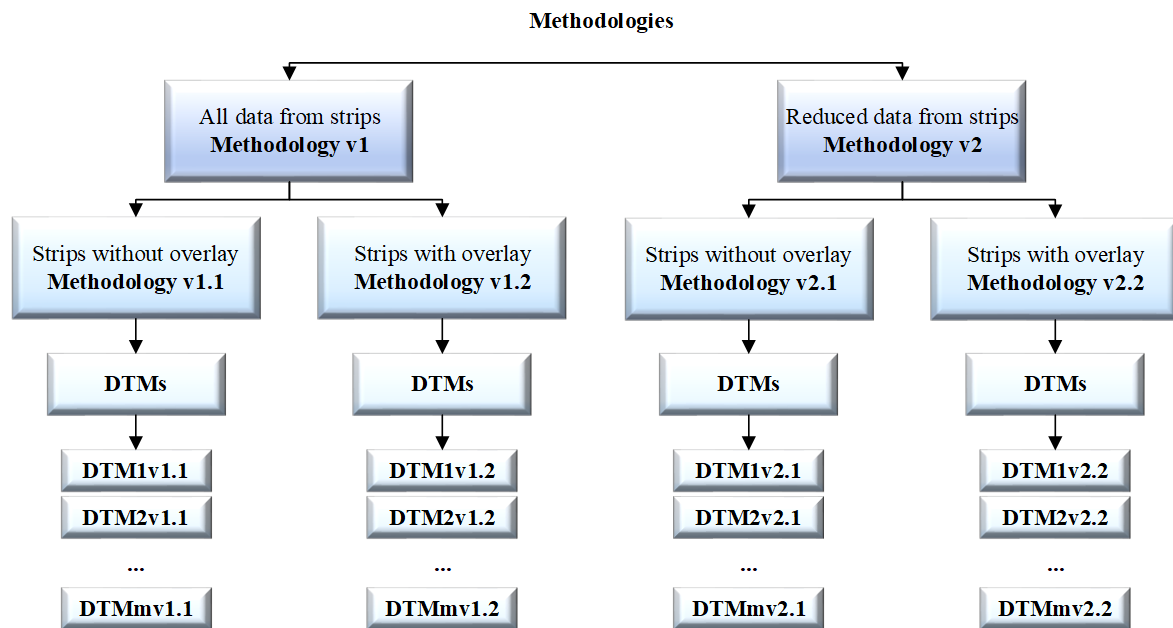 Methodologies
All data from strips
Methodology v1
Reduced data from strips
Methodology v2
Strips without overlay
Methodology v1.1
Strips with overlay
Methodology v1.2
Strips without overlay
Methodology v2.1
Strips with overlay
Methodology v2.2
DTMs
DTMs
DTMs
DTMs
DTM1v1.1
DTM1v1.2
DTM1v2.1
DTM1v2.2
DTM2v1.1
DTM2v1.2
DTM2v2.1
DTM2v2.2
...
...
...
...
DTMmv1.1
DTMmv1.2
DTMmv2.1
DTMmv2.2